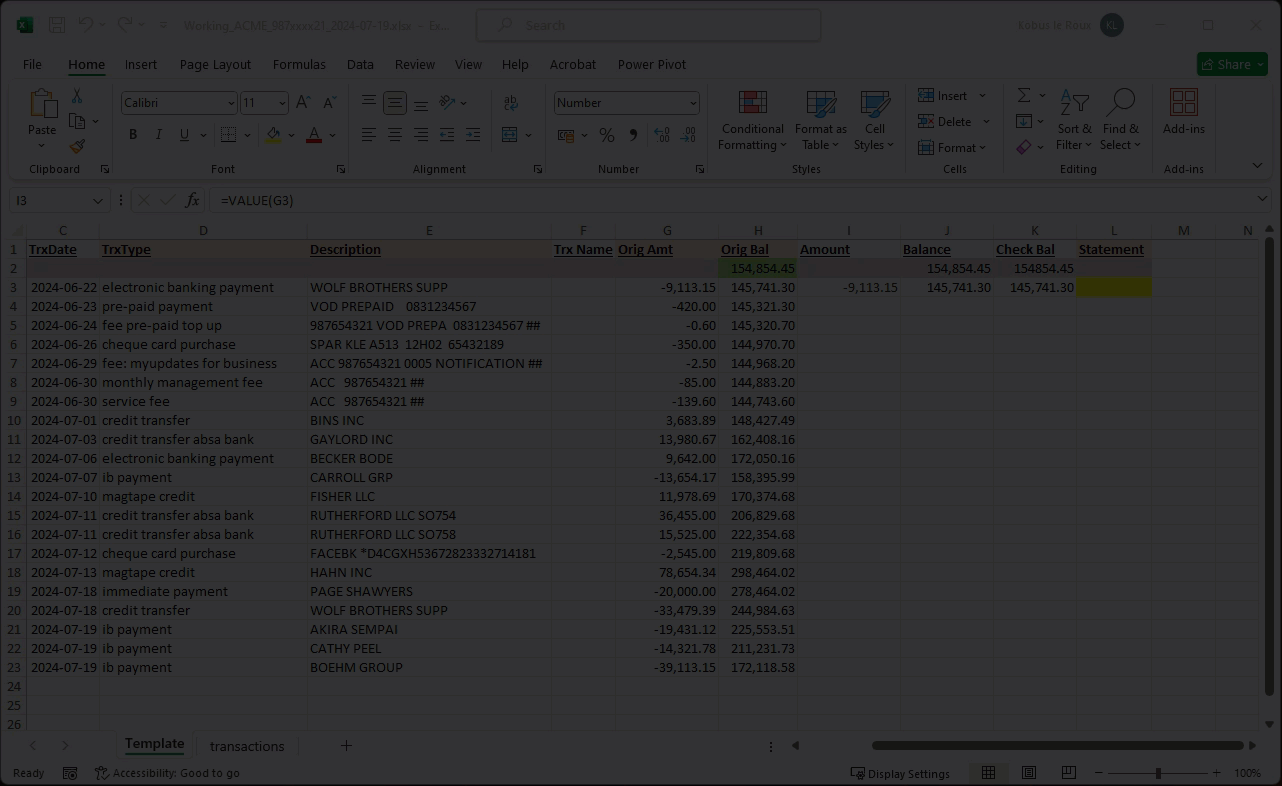 Working_ACME_987xxxx21_2024-07-19.xlsx - Ex...
Search
Kobus le Roux KL
File Home Insert Page Layout Formulas Data Review View Help Acrobat Power Pivot Share
Paste
Calibri 11
B I U
ab
Number
% 9
Conditional Formatting
Format as Table
Cell Styles
Insert
Delete
Format
Sort & Filter
Find & Select
Add-ins
Clipboard Font Alignment Number Styles Cells Editing Add-ins
I3 fx =VALUE(G3)
C D E F G H I J K L M N
1 TrxDate TrxType Description Trx Name Orig Amt Orig Bal Amount Balance Check Bal Statement
2 154,854.45 154,854.45 154854.45
3 2024-06-22 electronic banking payment WOLF BROTHERS SUPP -9,113.15 145,741.30 -9,113.15 145,741.30 145,741.30
4 2024-06-23 pre-paid payment VOD PREPAID 0831234567 -420.00 145,321.30
5 2024-06-24 fee pre-paid top up 987654321 VOD PREPA 0831234567 ## -0.60 145,320.70
6 2024-06-26 cheque card purchase SPAR KLE A513 12H02 65432189 -350.00 144,970.70
7 2024-06-29 fee: myupdates for business ACC 987654321 0005 NOTIFICATION ## -2.50 144,968.20
8 2024-06-30 monthly management fee ACC 987654321 ## -85.00 144,883.20
9 2024-06-30 service fee ACC 987654321 ## -139.60 144,743.60
10 2024-07-01 credit transfer BINS INC 3,683.89 148,427.49
11 2024-07-03 credit transfer absa bank GAYLORD INC 13,980.67 162,408.16
12 2024-07-06 electronic banking payment BECKER BODE 9,642.00 172,050.16
13 2024-07-07 ib payment CARROLL GRP -13,654.17 158,395.99
14 2024-07-10 magtape credit FISHER LLC 11,978.69 170,374.68
15 2024-07-11 credit transfer absa bank RUTHERFORD LLC SO754 36,455.00 206,829.68
16 2024-07-11 credit transfer absa bank RUTHERFORD LLC SO758 15,525.00 222,354.68
17 2024-07-12 cheque card purchase FACEBK *D4CGXH53672823332714181 -2,545.00 219,809.68
18 2024-07-13 magtape credit HAHN INC 78,654.34 298,464.02
19 2024-07-18 immediate payment PAGE SHAWYERS -20,000.00 278,464.02
20 2024-07-18 credit transfer WOLF BROTHERS SUPP -33,479.39 244,984.63
21 2024-07-19 ib payment AKIRA SEMPAI -19,431.12 225,553.51
22 2024-07-19 ib payment CATHY PEEL -14,321.78 211,231.73
23 2024-07-19 ib payment BOEHM GROUP -39,113.15 172,118.58
24
25
26
Template transactions
Ready Accessibility: Good to go Display Settings 100%